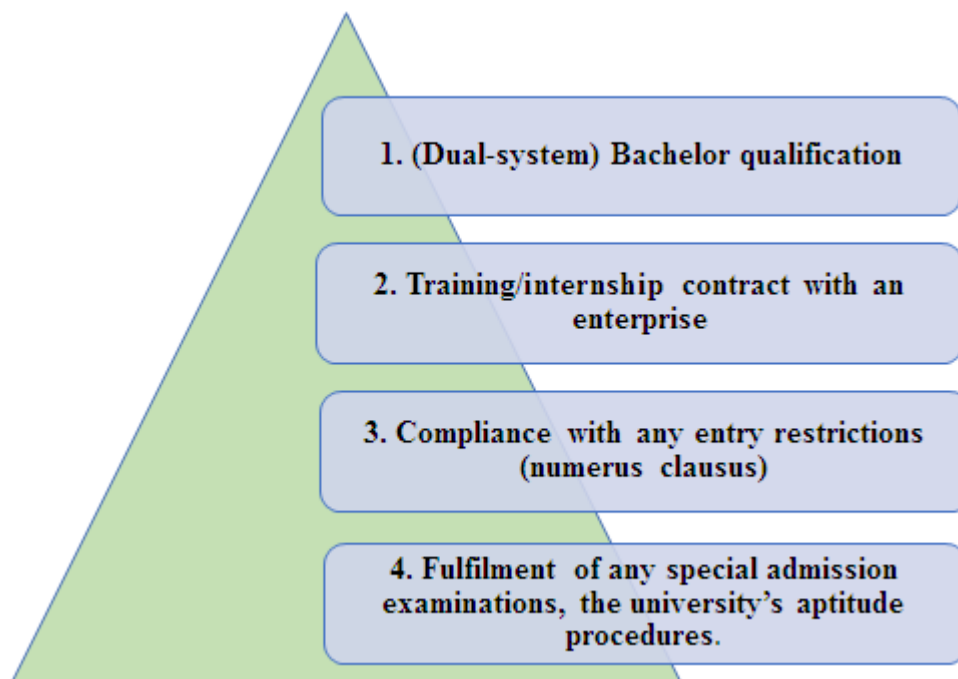 1. (Dual-system) Bachelor qualification
2. Training/internship contract with an
enterprise
3. Compliance with any entry restrictions
(numerus clausus)
4. Fulfilment of any special admission
examinations, the university’s aptitude
procedures.